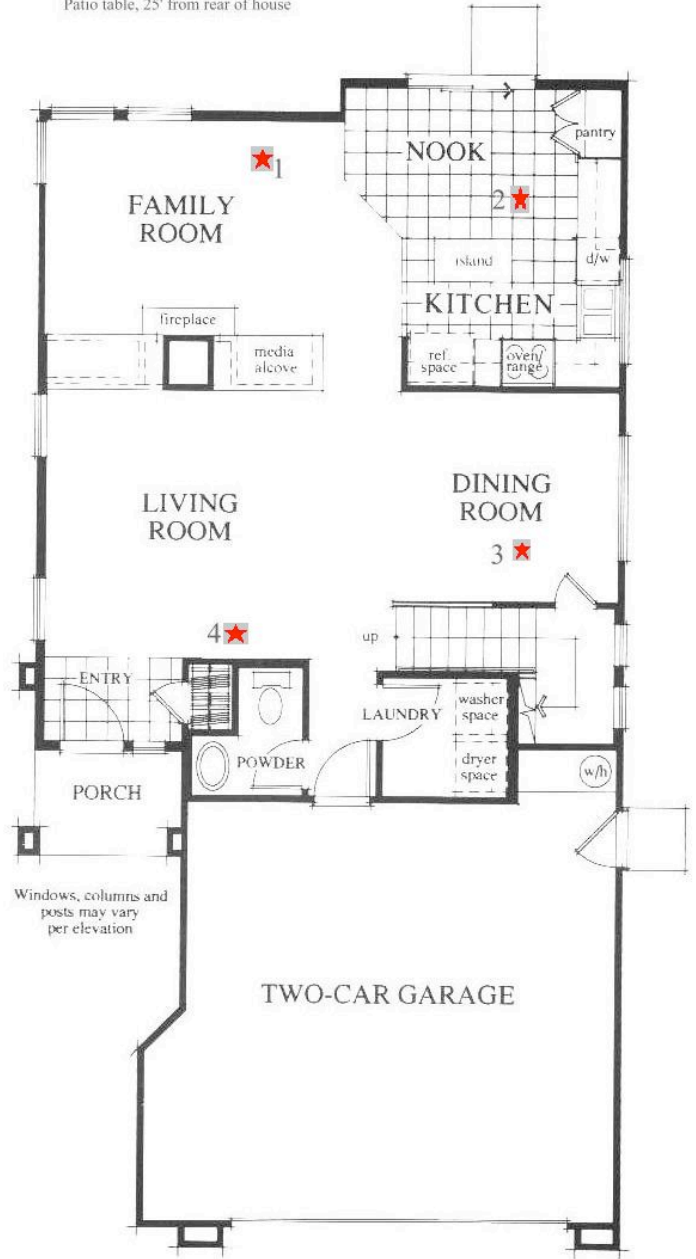 Patio table, 25' from rear of house
NOOK
pantry
1
2
FAMILY
ROOM
island
d/w
KITCHEN
fireplace
media
alcove
ref.
space
oven/
range
LIVING
ROOM
DINING
ROOM
3
4
up
ENTRY
LAUNDRY
washer
space
POWDER
dryer
space
w/h
PORCH
Windows, columns and
posts may vary
per elevation
TWO-CAR GARAGE